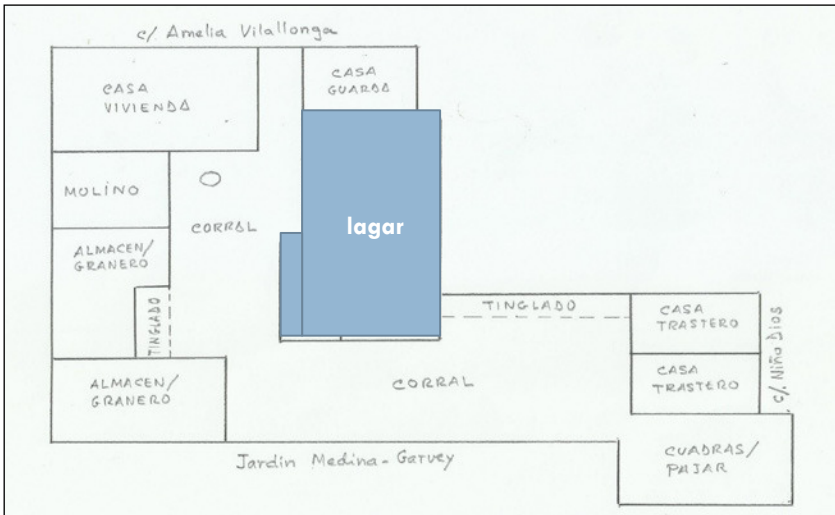 c/ Amelia Vilallonga
CASA
VIVIENDA
CASA
GUARDA
MOLINO
CORRAL
lagar
ALMACEN/
GRANERO
TINGLADO
TINGLADO
CASA
TRASTERO
CASA
TRASTERO
c/. Niño Dios
ALMACEN/
GRANERO
CORRAL
CUADRAS/
PAJAR
Jardin Medina-Garvey